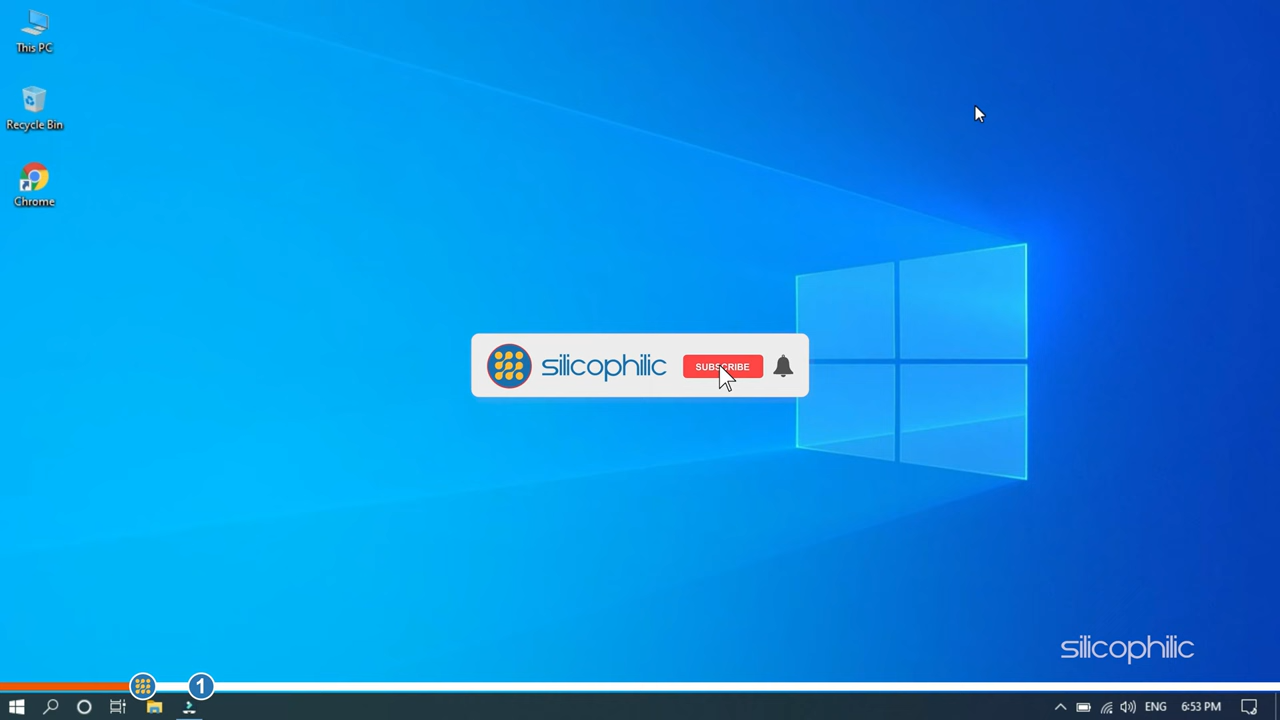 This PC
Recycle Bin
Chrome
silicophilic
SUBSCRIBE
silicophilic
1
ENG
6:53 PM